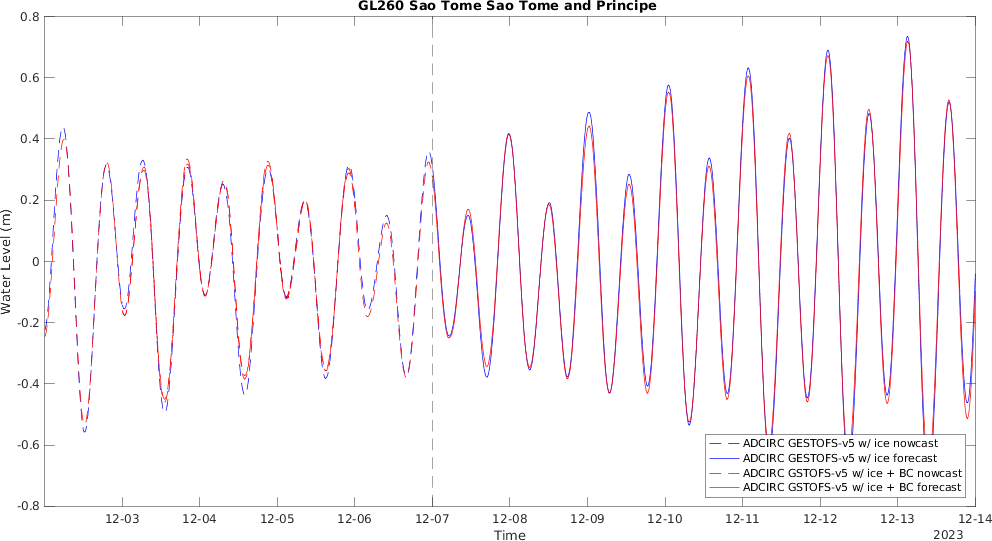 GL260 Sao Tome Sao Tome and Principe
0.8
0.6
0.4
0.2
0
-0.2
-0.4
-0.6
-0.8
Water Level (m)
ADCIRC GESTOFS-v5 w/ ice nowcast
ADCIRC GESTOFS-v5 w/ ice forecast
ADCIRC GSTOFS-v5 w/ ice + BC nowcast
ADCIRC GSTOFS-v5 w/ ice + BC forecast
12-03 12-04 12-05 12-06 12-07 12-08 12-09 12-10 12-11 12-12 12-13 12-14
Time
2023